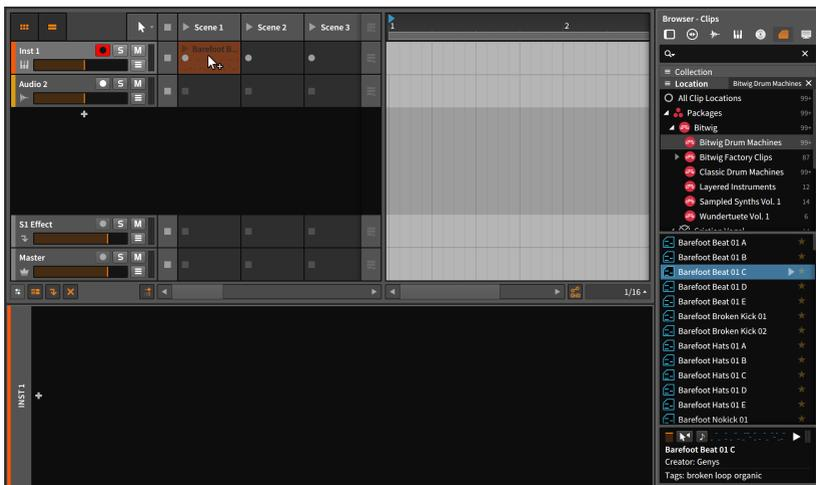 Browser - Clips
Scene 1
Scene 2
Scene 3
1
2
Inst 1
S
M
Barefoot B...
Audio 2
S
M
S1 Effect
S
M
Master
S
M
1/16
INST 1
Collection
Location
Bitwig Drum Machines
All Clip Locations
99+
Packages
99+
Bitwig
99+
Bitwig Drum Machines
99+
Bitwig Factory Clips
87
Classic Drum Machines
99+
Layered Instruments
12
Sampled Synths Vol. 1
14
Wundertuete Vol. 1
6
Barefoot Beat 01 A
Barefoot Beat 01 B
Barefoot Beat 01 C
Barefoot Beat 01 D
Barefoot Beat 01 E
Barefoot Broken Kick 01
Barefoot Broken Kick 02
Barefoot Hats 01 A
Barefoot Hats 01 B
Barefoot Hats 01 C
Barefoot Hats 01 D
Barefoot Hats 01 E
Barefoot Nokick 01
Barefoot Beat 01 C
Creator: Genys
Tags: broken loop organic